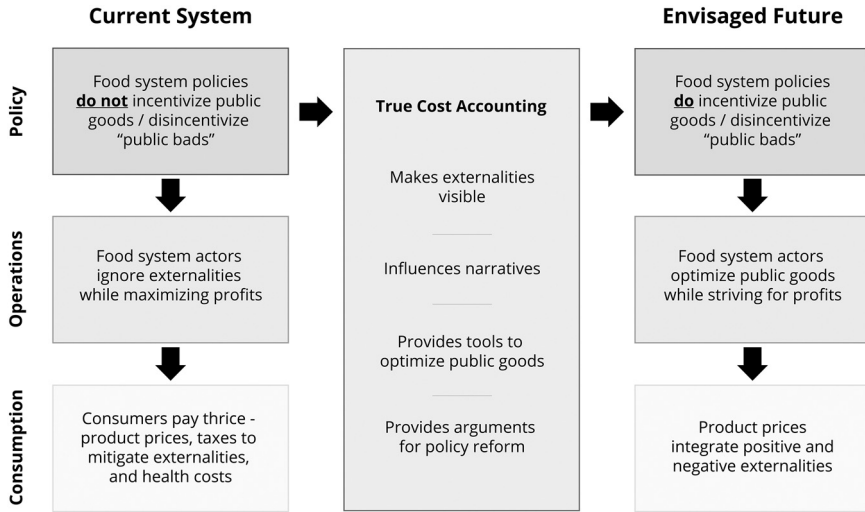 Current System
Envisaged Future
Policy
Food system policies
do not incentivize public
goods / disincentivize
“public bads”
True Cost Accounting
Makes externalities
visible
Influences narratives
Provides tools to
optimize public goods
Provides arguments
for policy reform
Food system policies
do incentivize public
goods / disincentivize
“public bads”
Operations
Food system actors
ignore externalities
while maximizing profits
Food system actors
optimize public goods
while striving for profits
Consumption
Consumers pay thrice -
product prices, taxes to
mitigate externalities,
and health costs
Product prices
integrate positive and
negative externalities